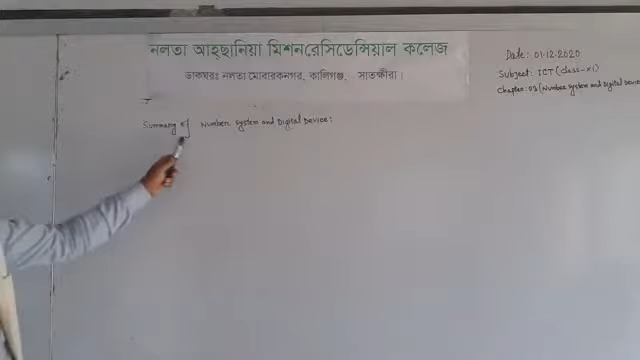 নলতা আহ্ছানিয়া মিশন রেসিডেন্সিয়াল কলেজ
ডাকঘরঃ নলতা মোবারকনগর, কালিগঞ্জ, সাতক্ষীরা।
Date: 01.12.2020
Subject: ICT (Class-XI)
Chapter: 03 (Number System and Digital Device
Summary of Number System and Digital Device: